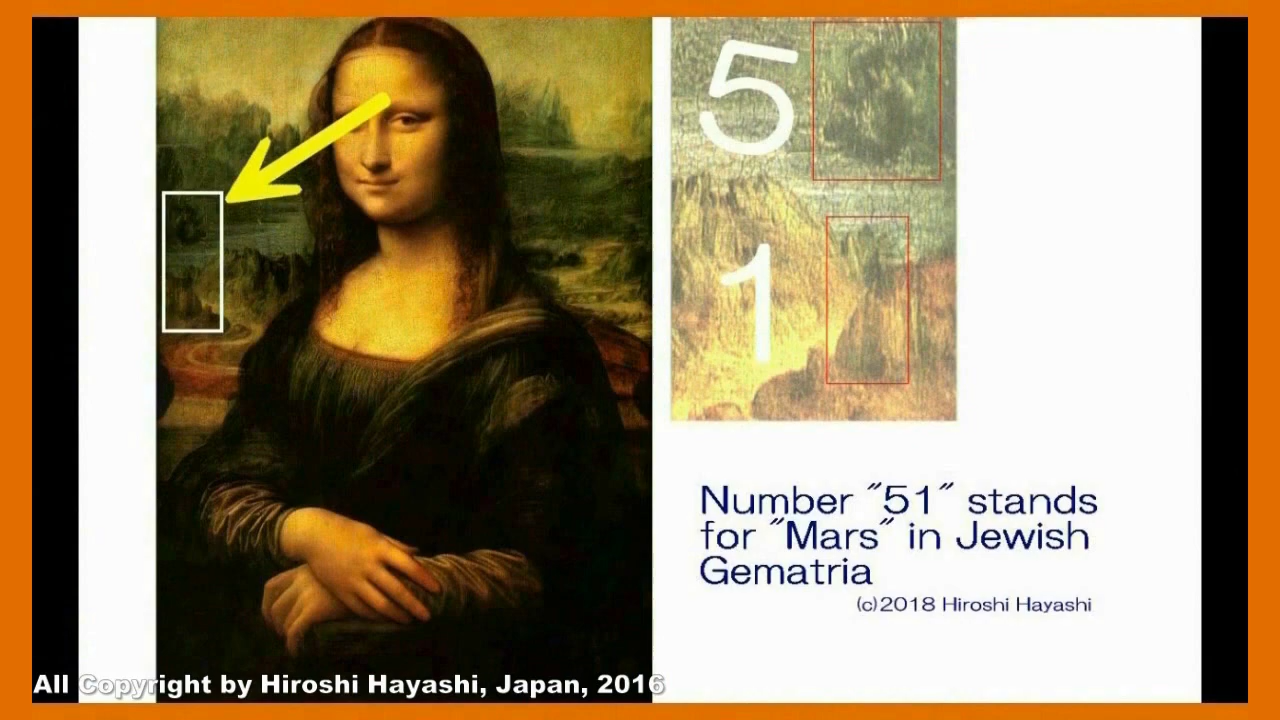 5
1
Number "51" stands
for "Mars" in Jewish
Gematria
(c)2018 Hiroshi Hayashi
All Copyright by Hiroshi Hayashi, Japan, 2016